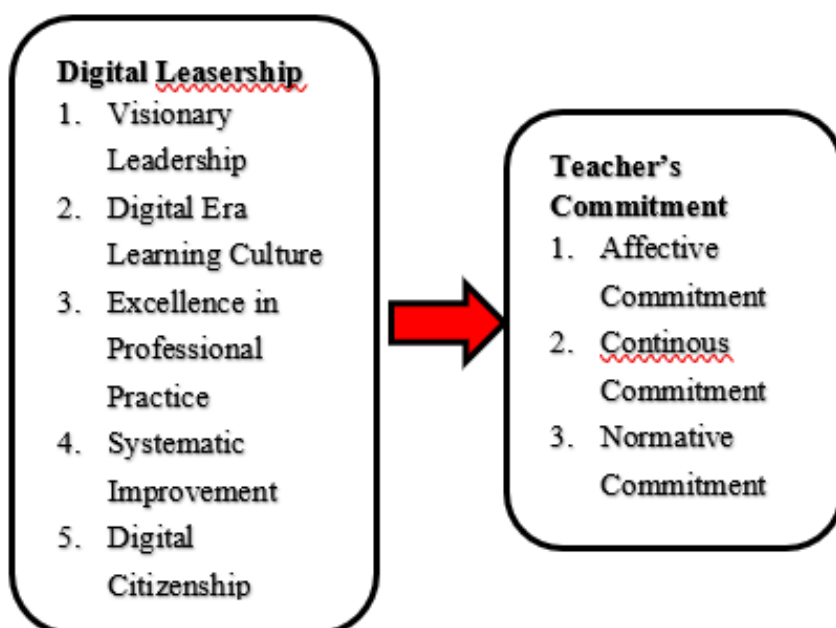 Digital Leasership
1. Visionary
Leadership
2. Digital Era
Learning Culture
3. Excellence in
Professional
Practice
4. Systematic
Improvement
5. Digital
Citizenship
Teacher’s
Commitment
1. Affective
Commitment
2. Continous
Commitment
3. Normative
Commitment